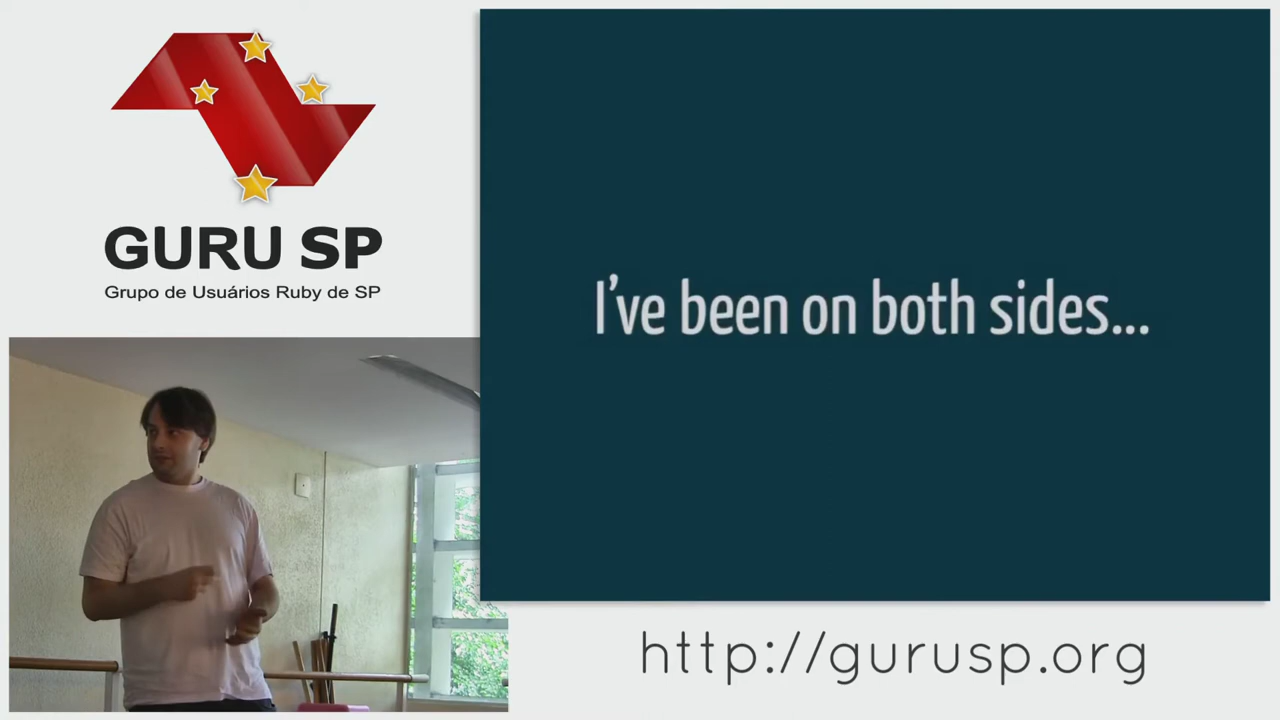 GURU SP
Grupo de Usuários Ruby de SP
I've been on both sides...
http://gurusp.org